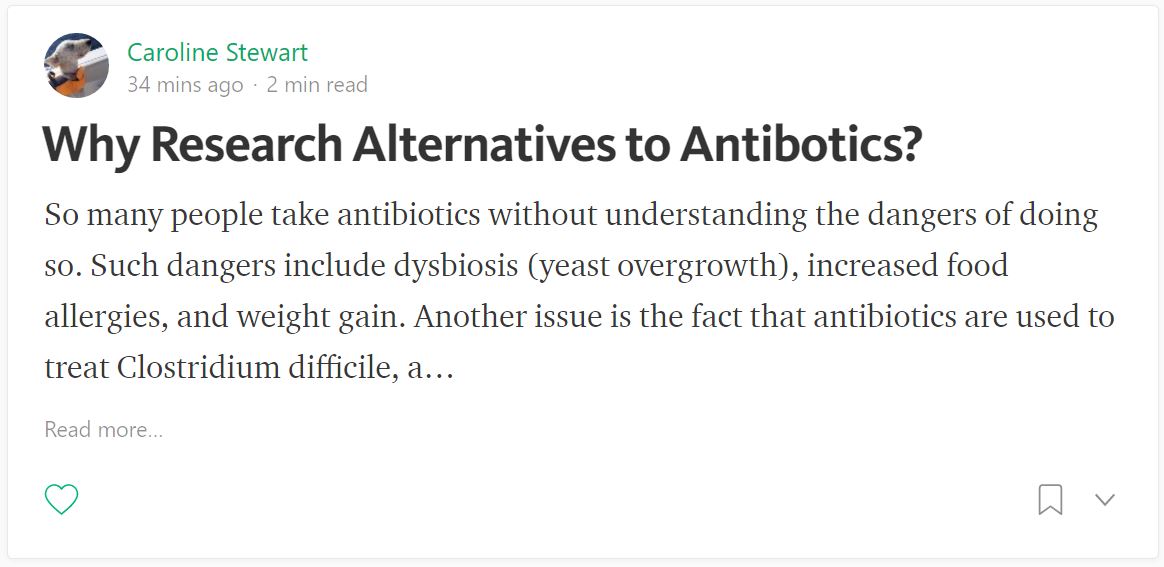 Caroline Stewart
34 mins ago · 2 min read
Why Research Alternatives to Antibotics?
So many people take antibiotics without understanding the dangers of doing
so. Such dangers include dysbiosis (yeast overgrowth), increased food
allergies, and weight gain. Another issue is the fact that antibiotics are used to
treat Clostridium difficile, a…
Read more…